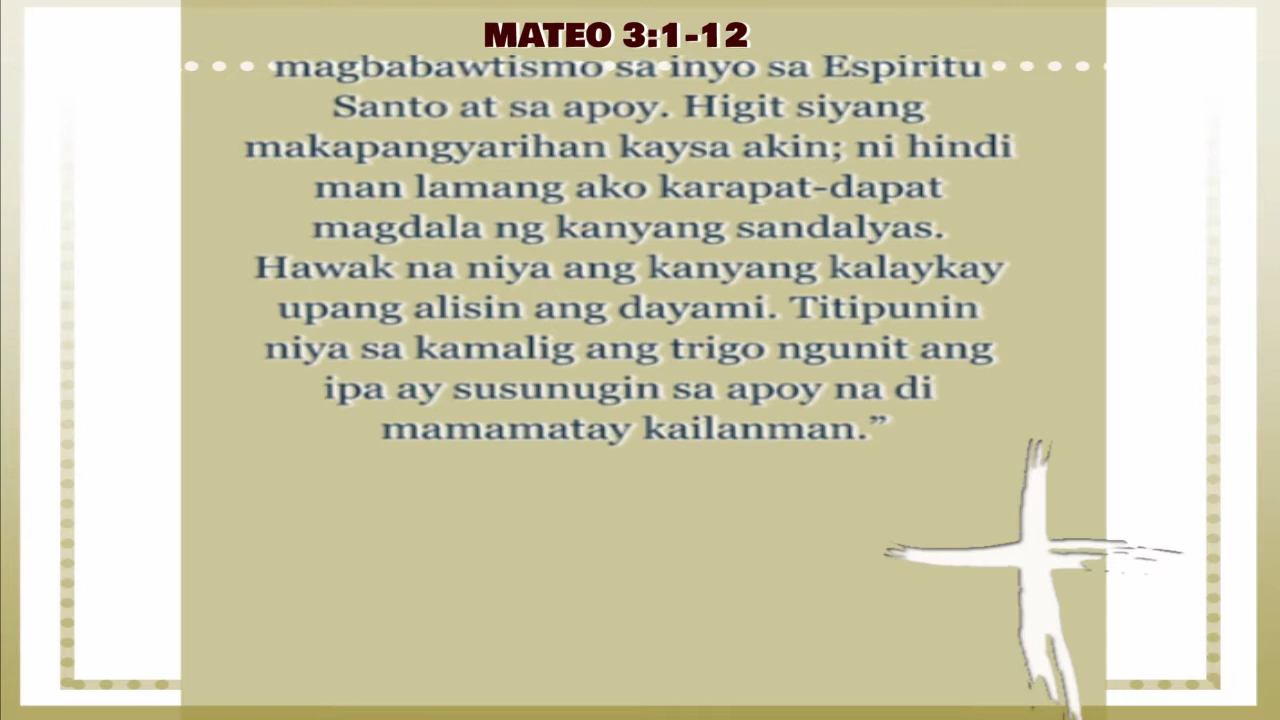 MATEO 3:1-12
magbabawtismo sa inyo sa Espiritu
Santo at sa apoy. Higit siyang
makapangyarihan kaysa akin; ni hindi
man lamang ako karapat-dapat
magdala ng kanyang sandalyas.
Hawak na niya ang kanyang kalaykay
upang alisin ang dayami. Titipunin
niya sa kamalig ang trigo ngunit ang
ipa ay susunugin sa apoy na di
mamamatay kailanman.”